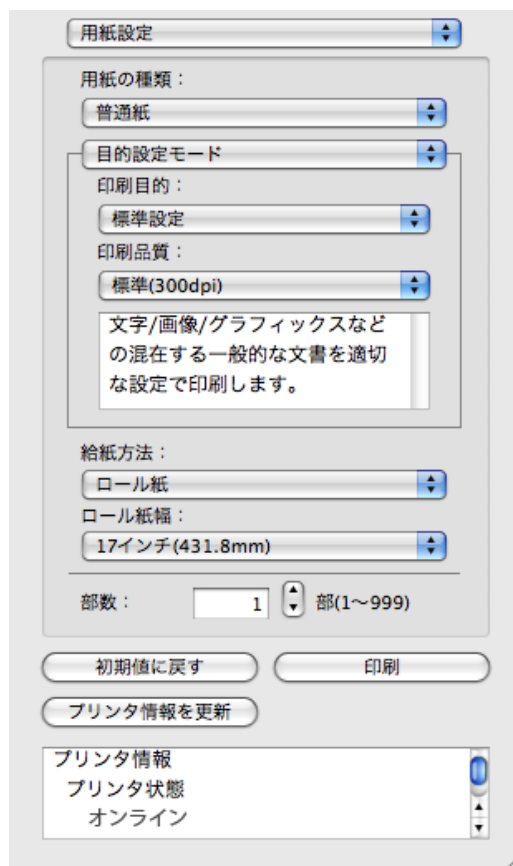 用紙設定
用紙の種類：
普通紙
目的設定モード
印刷目的：
標準設定
印刷品質：
標準(300dpi)
文字/画像/グラフィックスなど
の混在する一般的な文書を適切
な設定で印刷します。
給紙方法：
ロール紙
ロール紙幅：
17インチ(431.8mm)
部数： 1 部(1〜999)
初期値に戻す 印刷
プリンタ情報を更新
プリンタ情報
プリンタ状態
オンライン